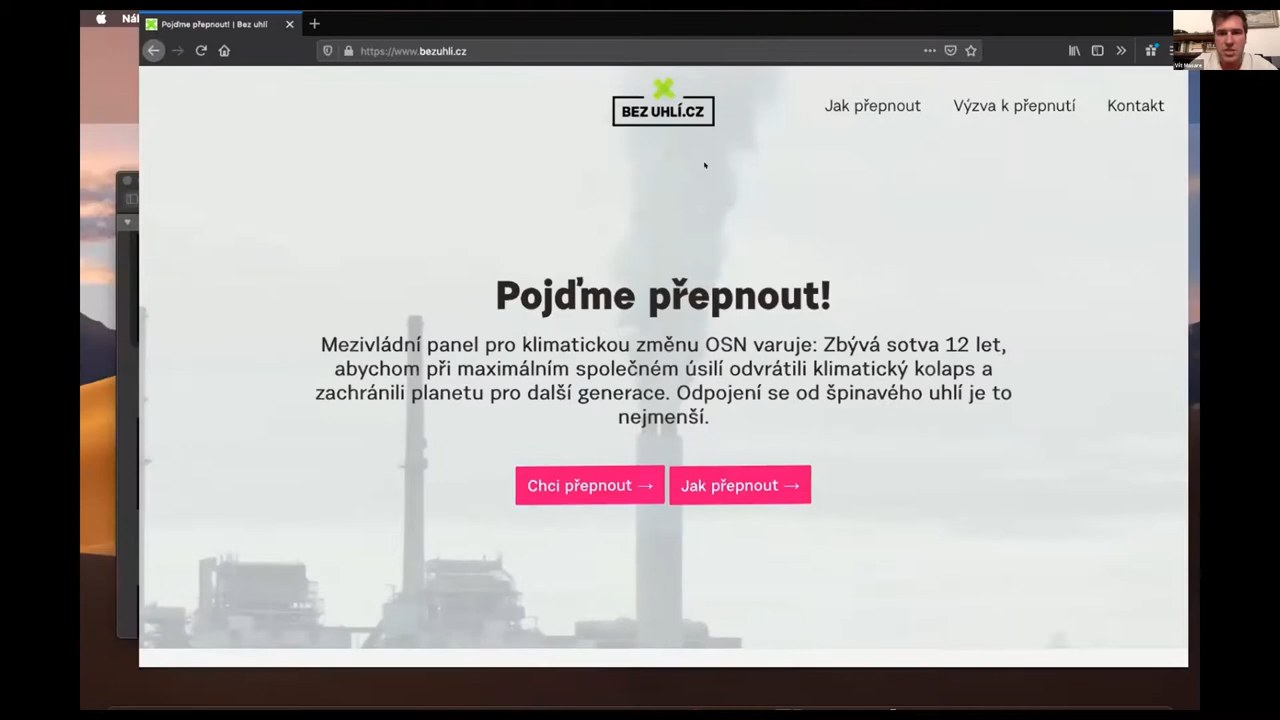 Pojďme přepnout! | Bez uhlí
https://www.bezuhli.cz
Vít Masare
BEZ UHLÍ.CZ
Jak přepnout
Výzva k přepnutí
Kontakt
Pojďme přepnout!
Mezivládní panel pro klimatickou změnu OSN varuje: Zbývá sotva 12 let,
abychom při maximálním společném úsilí odvrátili klimatický kolaps a
zachránili planetu pro další generace. Odpojení se od špinavého uhlí je to
nejmenší.
Chci přepnout →
Jak přepnout →